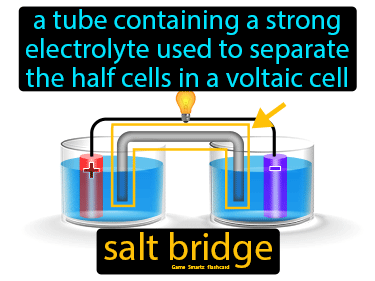 a tube containing a strong
electrolyte used to separate
the half cells in a voltaic cell
+
-
salt bridge
Game Smartz flashcard